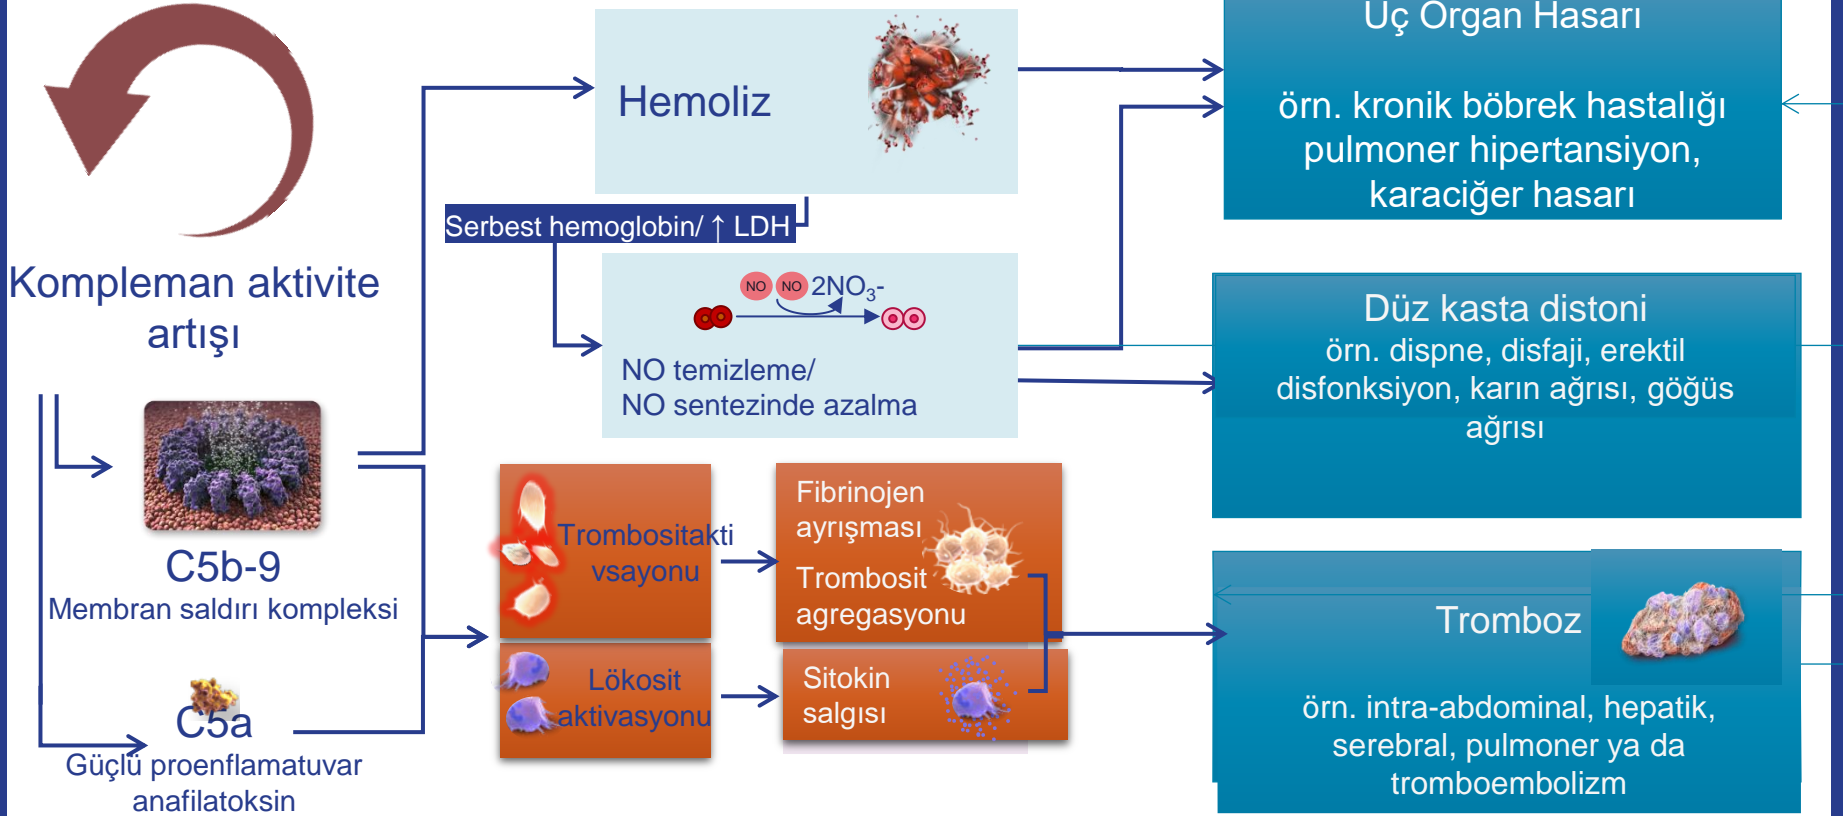 Kompleman aktivite
artışı
C5b-9
Membran saldırı kompleksi
C5a
Güçlü proenflamatuvar
anafilatoksin
Hemoliz
Serbest hemoglobin/ ↑ LDH
NO NO 2NO₃-
NO temizleme/
NO sentezinde azalma
Trombositakti
vsayonu
Fibrinojen
ayrışması
Trombosit
agregasyonu
Lökosit
aktivasyonu
Sitokin
salgısı
Uç Organ Hasarı
örn. kronik böbrek hastalığı
pulmoner hipertansiyon,
karaciğer hasarı
Düz kasta distoni
örn. dispne, disfaji, erektil
disfonksiyon, karın ağrısı, göğüs
ağrısı
Tromboz
örn. intra-abdominal, hepatik,
serebral, pulmoner ya da
tromboembolizm